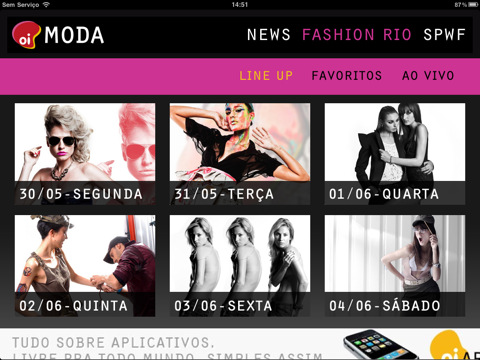 Sem Serviço 14:51 87 %
oi MODA NEWS FASHION RIO SPWF
LINE UP FAVORITOS AO VIVO
30/05-SEGUNDA 31/05-TERÇA 01/06-QUARTA
02/06-QUINTA 03/06-SEXTA 04/06-SÁBADO
TUDO SOBRE APLICATIVOS.
LIVRE PRA TODO MUNDO. SIMPLES ASSIM
oi